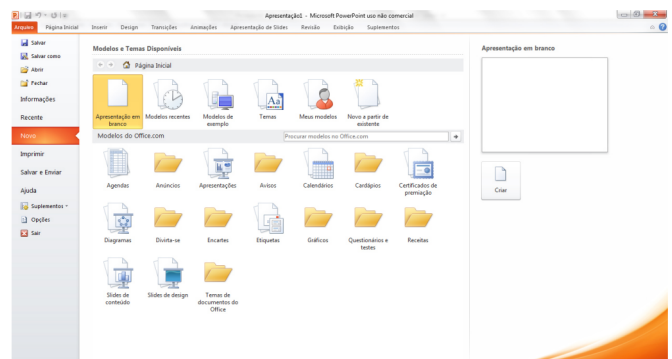 Apresentação1 - Microsoft PowerPoint uso não comercial
Arquivo Página Inicial Inserir Design Transições Animações Apresentação de Slides Revisão Exibição Suplementos
Salvar
Salvar como
Abrir
Fechar
Informações
Recente
Novo
Imprimir
Salvar e Enviar
Ajuda
Suplementos
Opções
Sair
Modelos e Temas Disponíveis
Página Inicial
Apresentação em branco
Modelos recentes
Modelos de exemplo
Temas
Meus modelos
Novo a partir de existente
Modelos do Office.com
Procurar modelos no Office.com
Agendas
Anúncios
Apresentações
Avisos
Calendários
Cardápios
Certificados de premiação
Diagramas
Divirta-se
Encartes
Etiquetas
Gráficos
Questionários e testes
Receitas
Slides de conteúdo
Slides de design
Temas de documentos do Office
Apresentação em branco
Criar